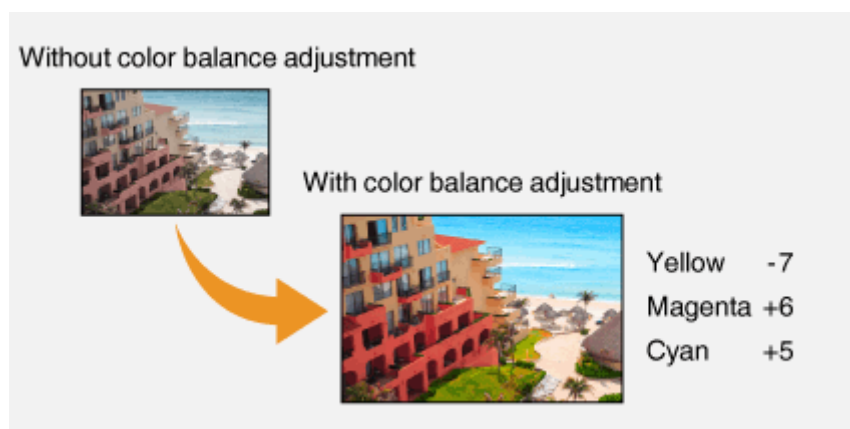 Without color balance adjustment
With color balance adjustment
Yellow -7
Magenta +6
Cyan +5